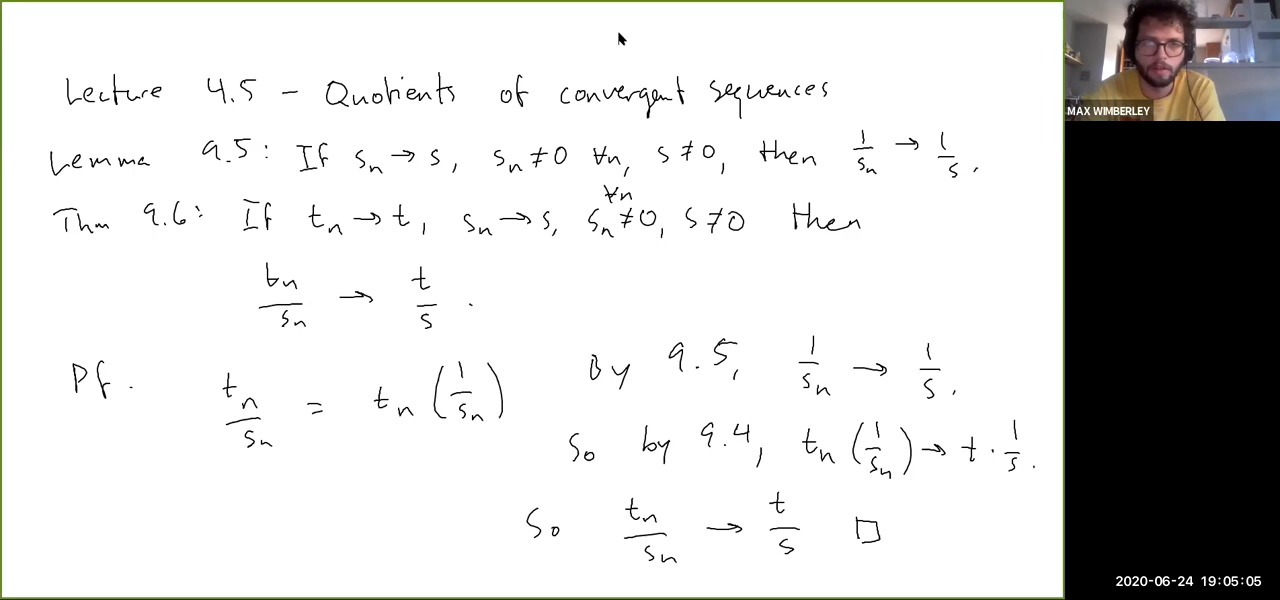 Lecture 4.5 - Quotients of convergent sequences
MAX WIMBERLEY
Lemma 9.5: If sₙ → s, sₙ ≠ 0 ∀n, s ≠ 0, then 1/sₙ → 1/s.
∀n
Thm 9.6: If tₙ → t, sₙ → s, sₙ ≠ 0, s ≠ 0 then
tₙ/sₙ → t/s.
Pf. tₙ/sₙ = tₙ(1/sₙ) By 9.5, 1/sₙ → 1/s.
So by 9.4, tₙ(1/sₙ) → t · 1/s.
So tₙ/sₙ → t/s □
2020-06-24 19:05:05